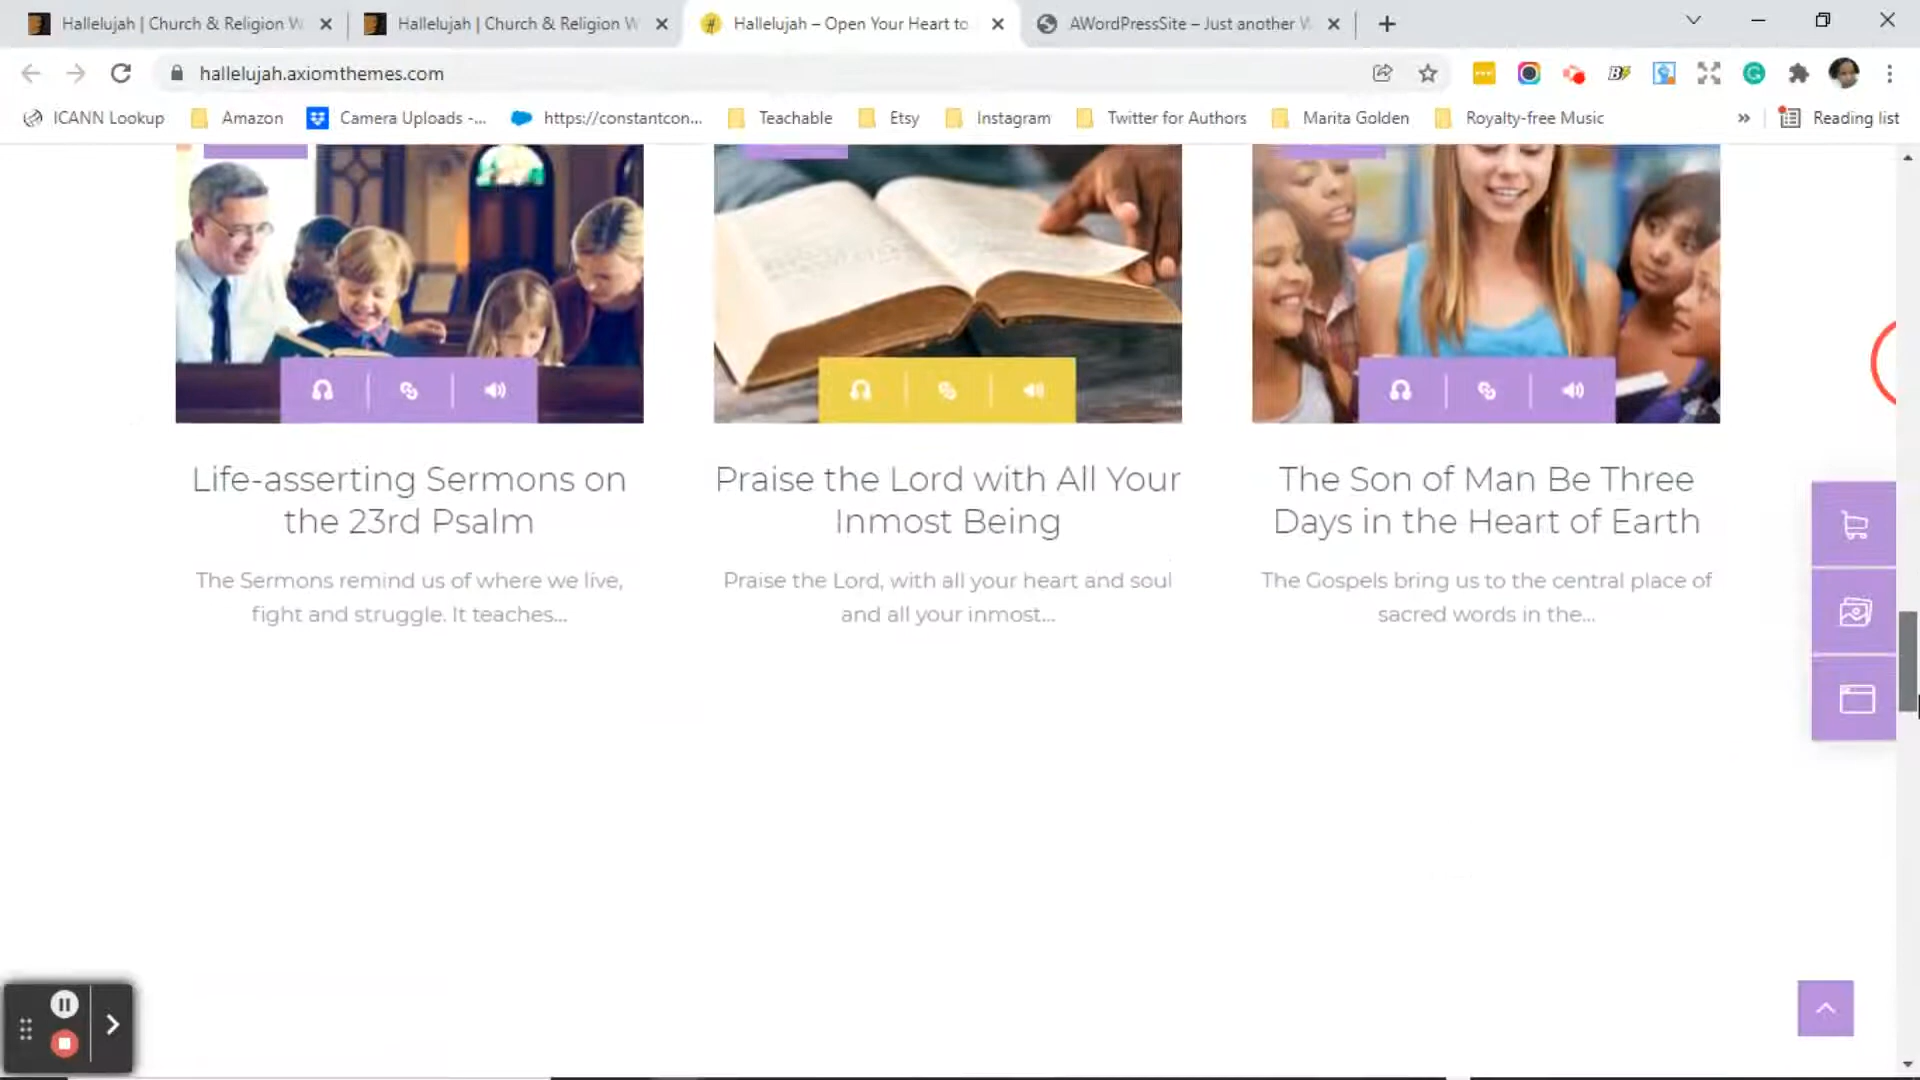 Hallelujah | Church & Religion W
Hallelujah | Church & Religion W
Hallelujah – Open Your Heart to
AWordPressSite – Just another W
hallelujah.axiomthemes.com
ICANN Lookup
Amazon
Camera Uploads -...
https://constantcon...
Teachable
Etsy
Instagram
Twitter for Authors
Marita Golden
Royalty-free Music
»
Reading list
Life-asserting Sermons on
the 23rd Psalm
The Sermons remind us of where we live,
fight and struggle. It teaches...
Praise the Lord with All Your
Inmost Being
Praise the Lord, with all your heart and soul
and all your inmost...
The Son of Man Be Three
Days in the Heart of Earth
The Gospels bring us to the central place of
sacred words in the...